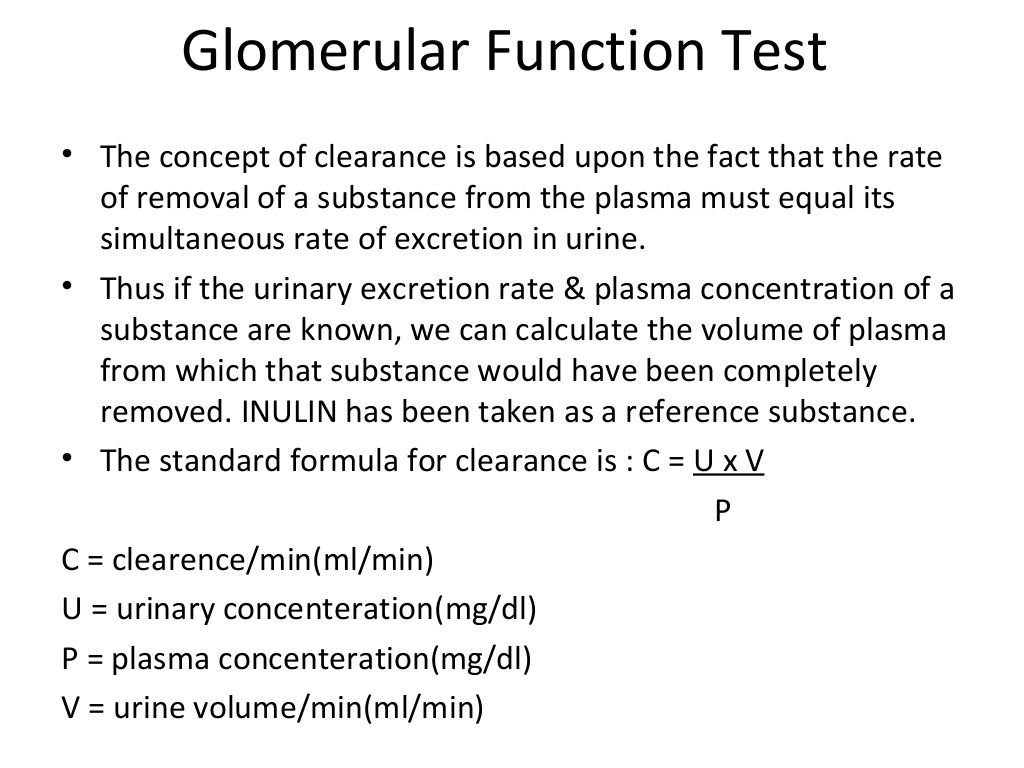 Glomerular Function Test
• The concept of clearance is based upon the fact that the rate
of removal of a substance from the plasma must equal its
simultaneous rate of excretion in urine.
• Thus if the urinary excretion rate & plasma concentration of a
substance are known, we can calculate the volume of plasma
from which that substance would have been completely
removed. INULIN has been taken as a reference substance.
• The standard formula for clearance is : C = U x V
P
C = clearence/min(ml/min)
U = urinary concenteration(mg/dl)
P = plasma concenteration(mg/dl)
V = urine volume/min(ml/min)